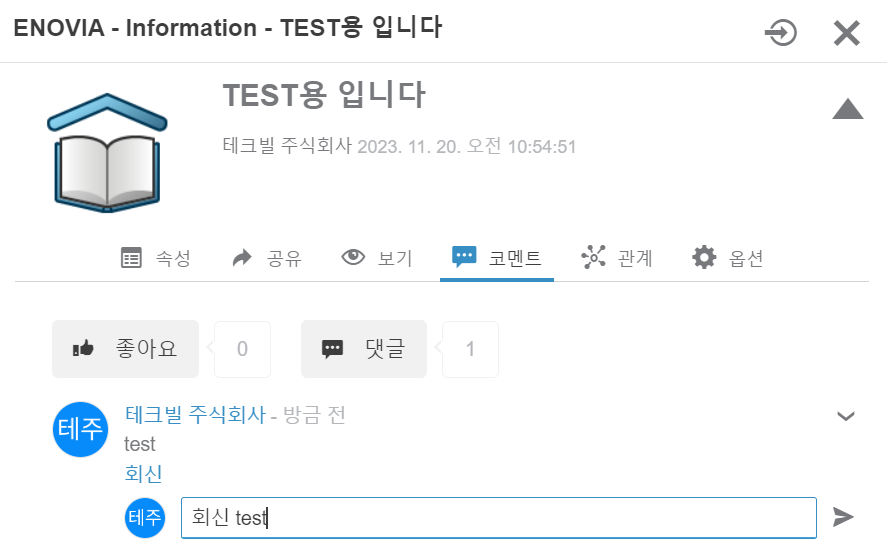 ENOVIA - Information - TEST용 입니다
TEST용 입니다
테크빌 주식회사 2023. 11. 20. 오전 10:54:51
속성 공유 보기 코멘트 관계 옵션
좋아요 0 댓글 1
테주 테크빌 주식회사 - 방금 전
test
회신
테주 회신 test